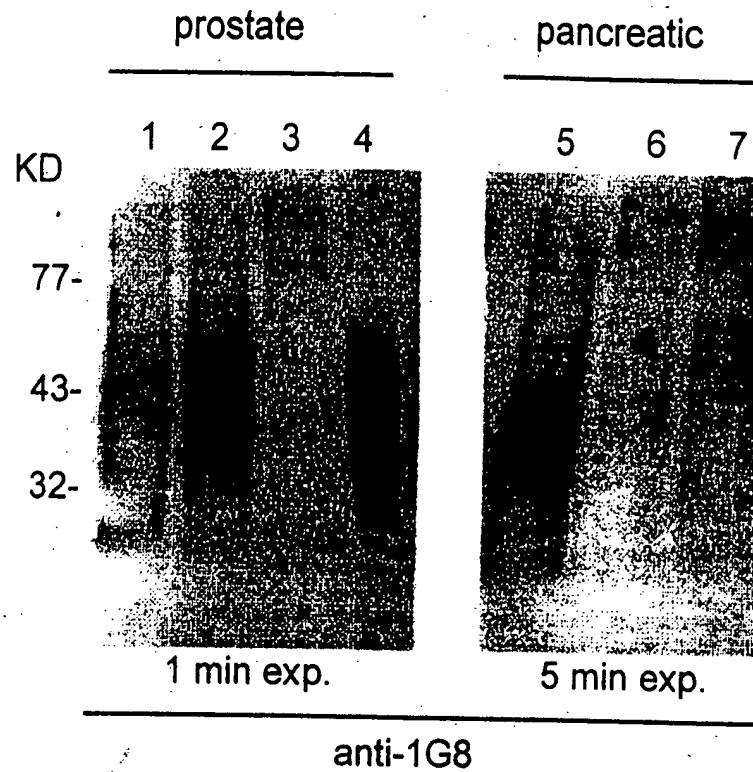 prostate pancreatic
1 2 3 4 5 6 7
KD
77-
43-
32-
1 min exp. 5 min exp.
anti-1G8